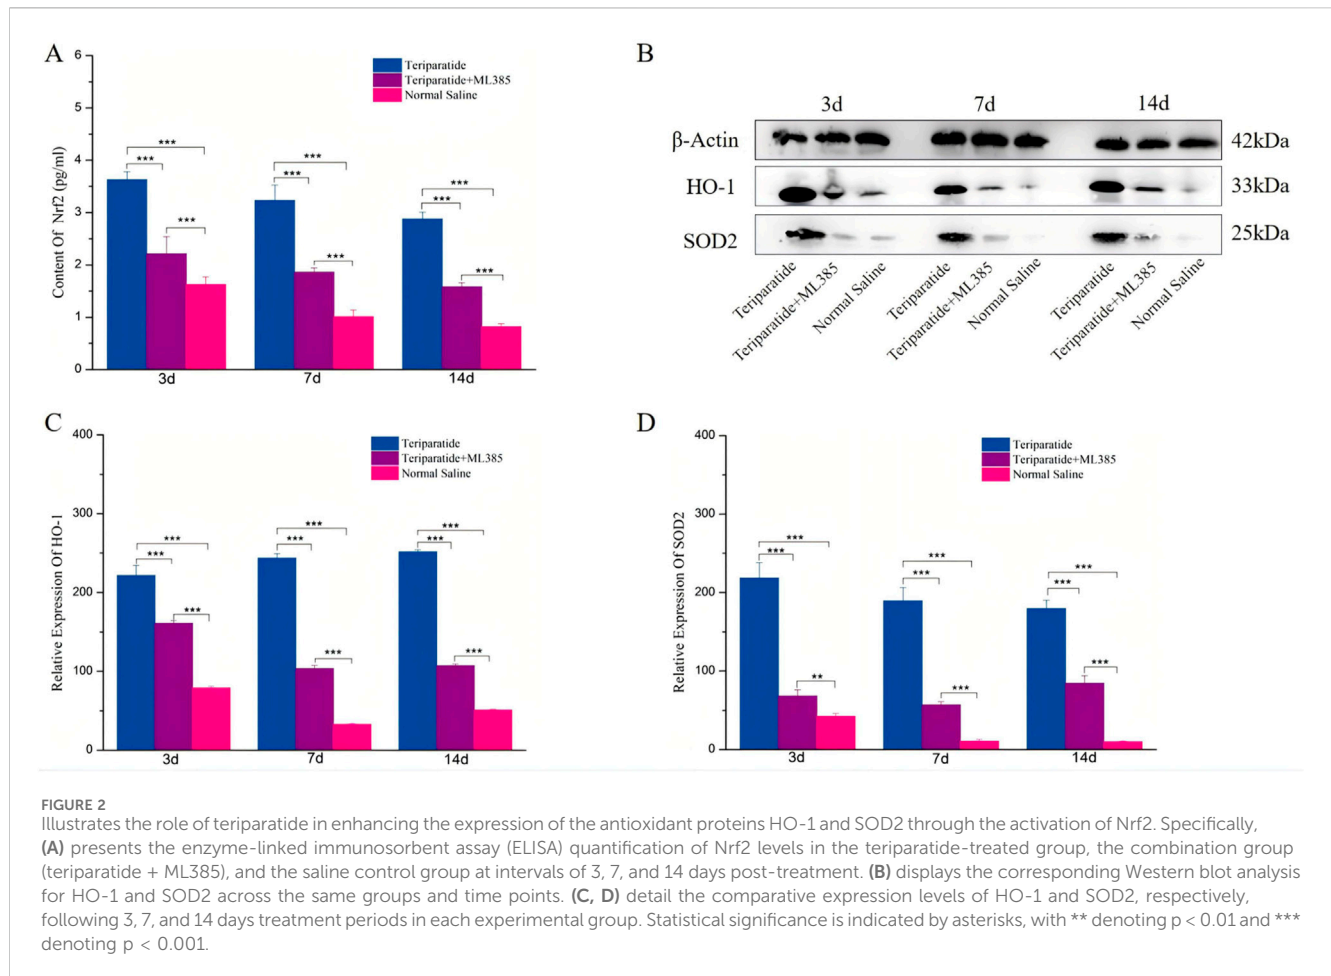 A
6
5
4
3
2
1
0
Content Of Nrf2 (pg/ml)
Teriparatide
Teriparatide+ML385
Normal Saline
***
***
***
***
***
***
***
***
***
3d
7d
14d
B
3d
7d
14d
β-Actin
42kDa
HO-1
33kDa
SOD2
25kDa
Teriparatide
Teriparatide+ML385
Normal Saline
Teriparatide
Teriparatide+ML385
Normal Saline
Teriparatide
Teriparatide+ML385
Normal Saline
C
400
300
200
100
0
Relative Expression Of HO-1
Teriparatide
Teriparatide+ML385
Normal Saline
***
***
***
***
***
***
***
***
***
3d
7d
14d
D
400
300
200
100
0
Relative Expression Of SOD2
Teriparatide
Teriparatide+ML385
Normal Saline
***
***
**
***
***
***
***
***
***
3d
7d
14d
FIGURE 2
Illustrates the role of teriparatide in enhancing the expression of the antioxidant proteins HO-1 and SOD2 through the activation of Nrf2. Specifically,
(A) presents the enzyme-linked immunosorbent assay (ELISA) quantification of Nrf2 levels in the teriparatide-treated group, the combination group
(teriparatide + ML385), and the saline control group at intervals of 3, 7, and 14 days post-treatment. (B) displays the corresponding Western blot analysis
for HO-1 and SOD2 across the same groups and time points. (C, D) detail the comparative expression levels of HO-1 and SOD2, respectively,
following 3, 7, and 14 days treatment periods in each experimental group. Statistical significance is indicated by asterisks, with ** denoting p < 0.01 and ***
denoting p < 0.001.